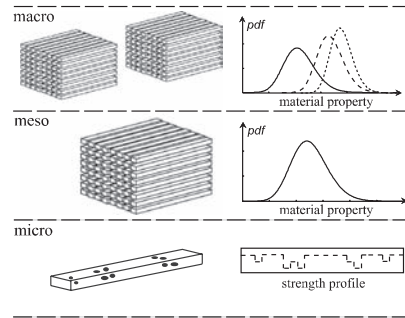 macro
pdf
material property
meso
pdf
material property
micro
strength profile